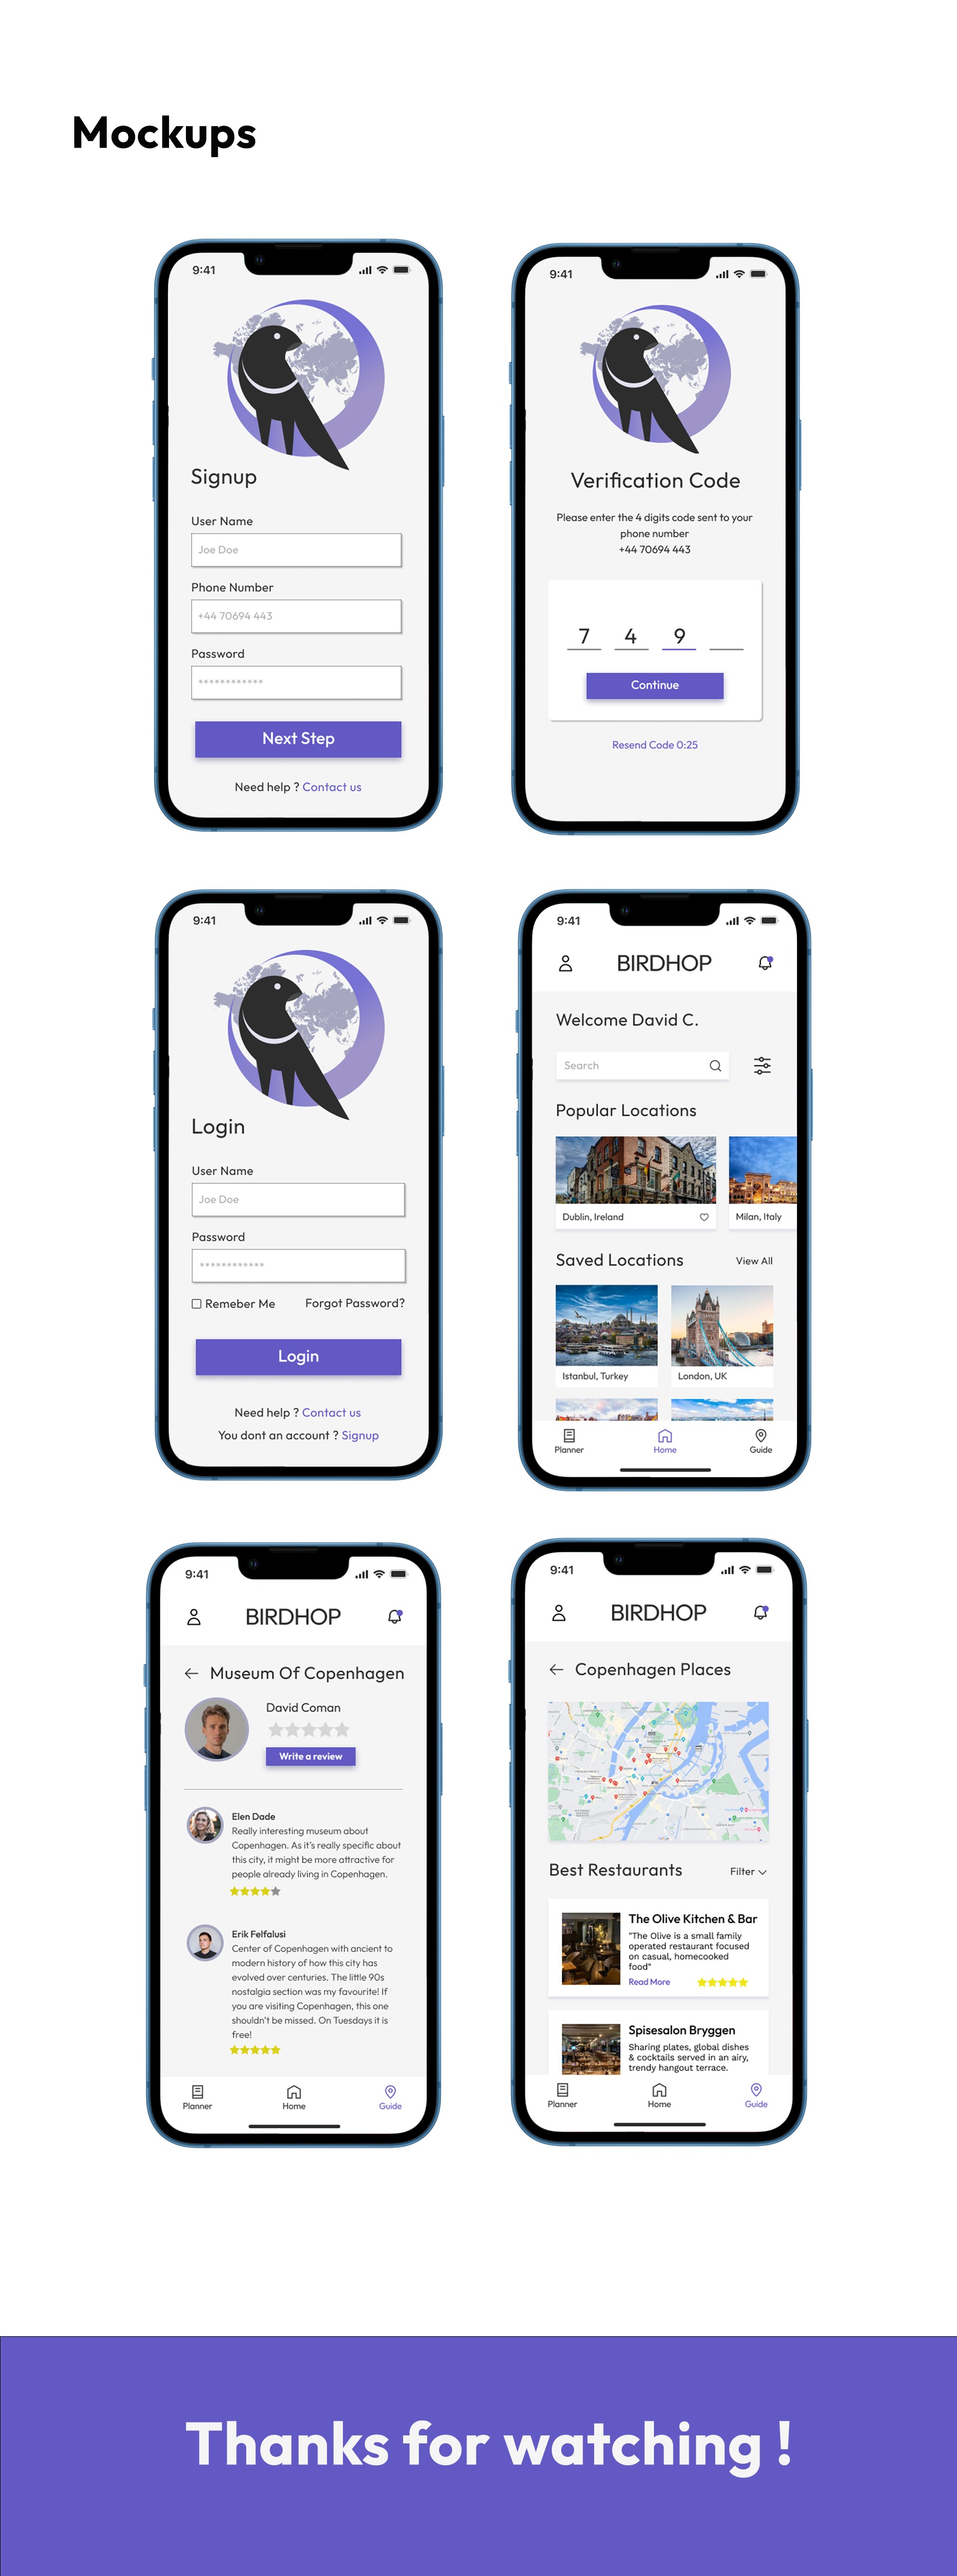 Mockups
9:41
Signup
User Name
Joe Doe
Phone Number
+44 70694 443
Password
************
Next Step
Need help ? Contact us
9:41
Verification Code
Please enter the 4 digits code sent to your
phone number
+44 70694 443
7 4 9
Continue
Resend Code 0:25
9:41
Login
User Name
Joe Doe
Password
************
Remeber Me Forgot Password?
Login
Need help ? Contact us
You dont an account ? Signup
9:41
BIRDHOP
Welcome David C.
Search
Popular Locations
Dublin, Ireland Milan, Italy
Saved Locations View All
Istanbul, Turkey London, UK
Planner Home Guide
9:41
BIRDHOP
Museum Of Copenhagen
David Coman
Write a review
Elen Dade
Really interesting museum about
Copenhagen. As it's really specific about
this city, it might be more attractive for
people already living in Copenhagen.
Erik Felfalusi
Center of Copenhagen with ancient to
modern history of how this city has
evolved over centuries. The little 90s
nostalgia section was my favourite! If
you are visiting Copenhagen, this one
shouldn't be missed. On Tuesdays it is
free!
Planner Home Guide
9:41
BIRDHOP
Copenhagen Places
Best Restaurants Filter
The Olive Kitchen & Bar
"The Olive is a small family
operated restaurant focused
on casual, homecooked
food"
Read More
Spisesalon Bryggen
Sharing plates, global dishes
& cocktails served in an airy,
trendy hangout terrace.
Planner Home Guide
Thanks for watching !